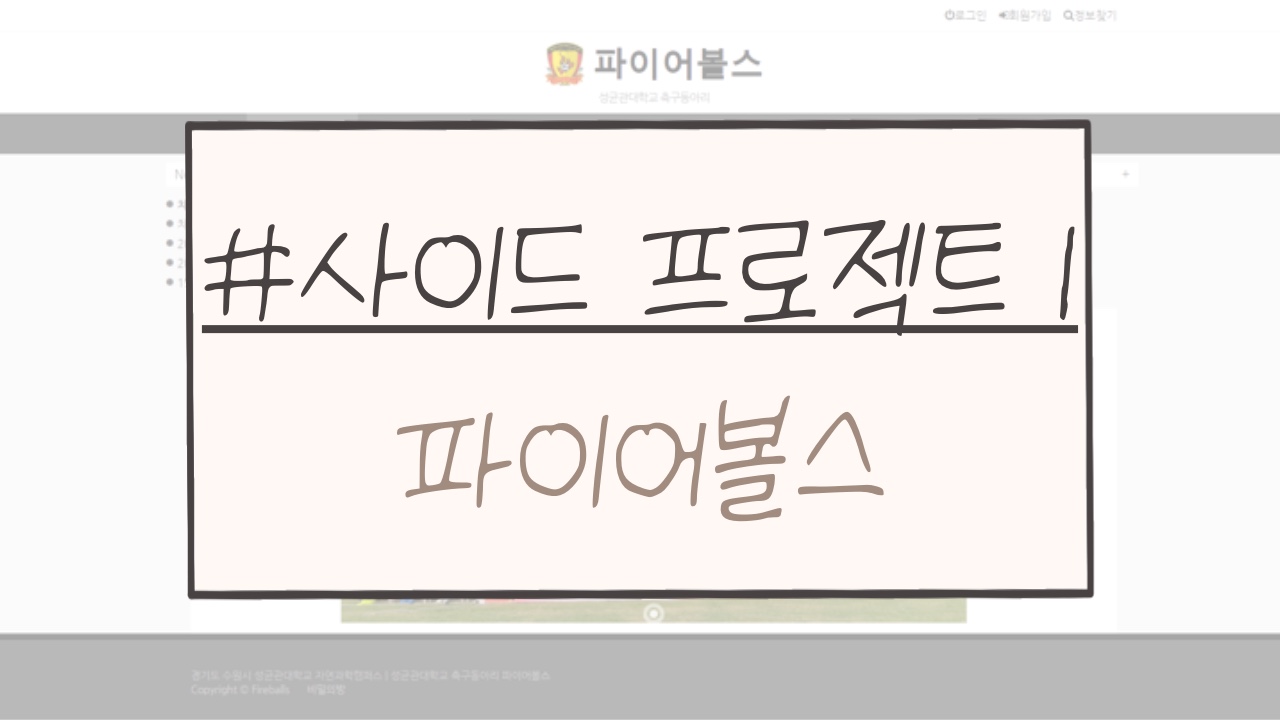 로그인 회원가입 정보찾기
파이어볼스
성균관대학교 축구동아리
#사이드 프로젝트 1
파이어볼스
경기도 수원시 성균관대학교 자연과학캠퍼스 | 성균관대학교 축구동아리 파이어볼스
Copyright © Fireballs 비밀의방